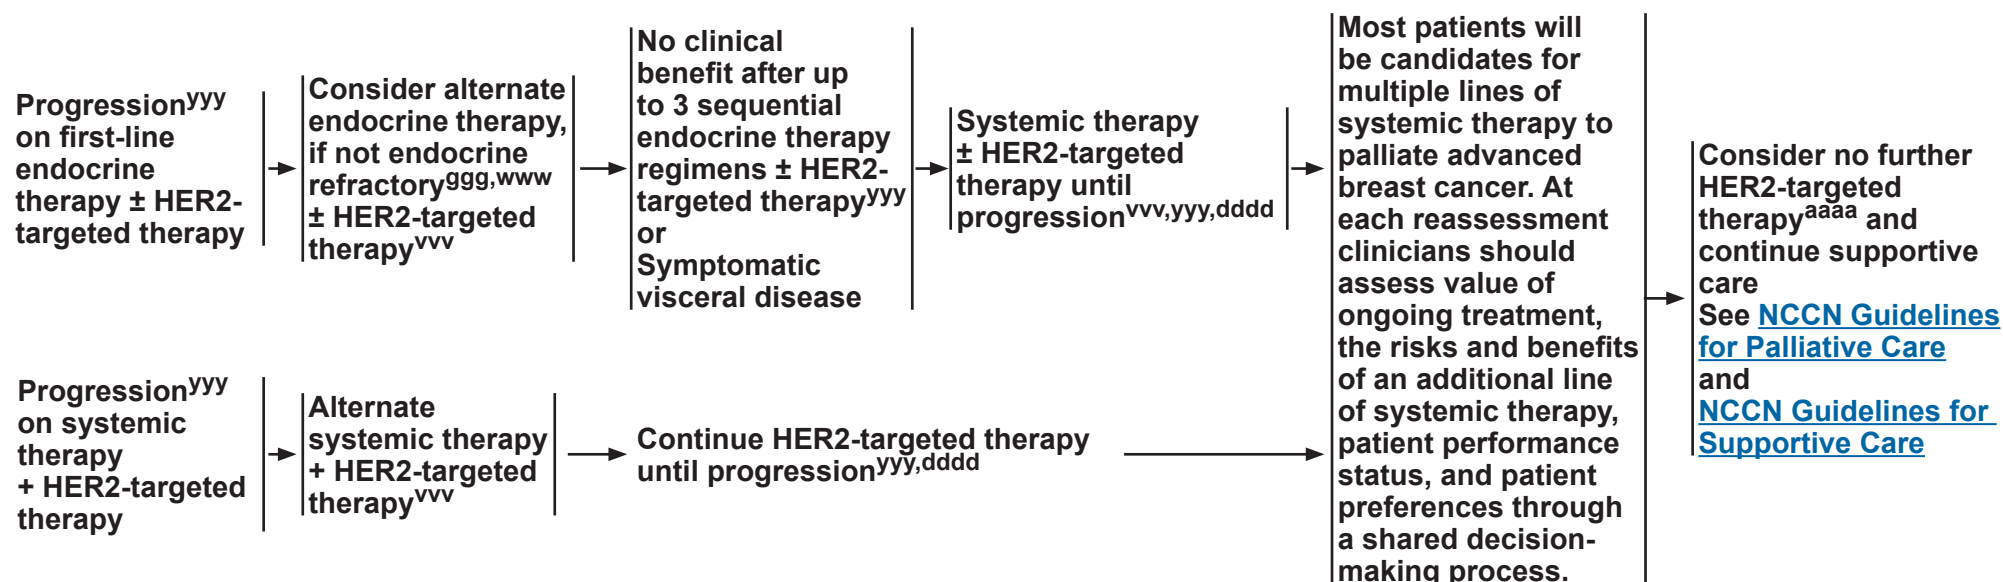 Progressionyyy
on first-line
endocrine
therapy ± HER2-
targeted therapy
Consider alternate
endocrine therapy,
if not endocrine
refractoryggg,www
± HER2-targeted
therapyvvv
No clinical
benefit after up
to 3 sequential
endocrine therapy
regimens ± HER2-
targeted therapyyyy
or
Symptomatic
visceral disease
Systemic therapy
± HER2-targeted
therapy until
progressionvvv,yyy,dddd
Progressionyyy
on systemic
therapy
+ HER2-targeted
therapy
Alternate
systemic therapy
+ HER2-targeted
therapyvvv
Continue HER2-targeted therapy
until progressionyyy,dddd
Most patients will
be candidates for
multiple lines of
systemic therapy to
palliate advanced
breast cancer. At
each reassessment
clinicians should
assess value of
ongoing treatment,
the risks and benefits
of an additional line
of systemic therapy,
patient performance
status, and patient
preferences through
a shared decision-
making process.
Consider no further
HER2-targeted
therapyaaaa and
continue supportive
care
See NCCN Guidelines
for Palliative Care
and
NCCN Guidelines for
Supportive Care